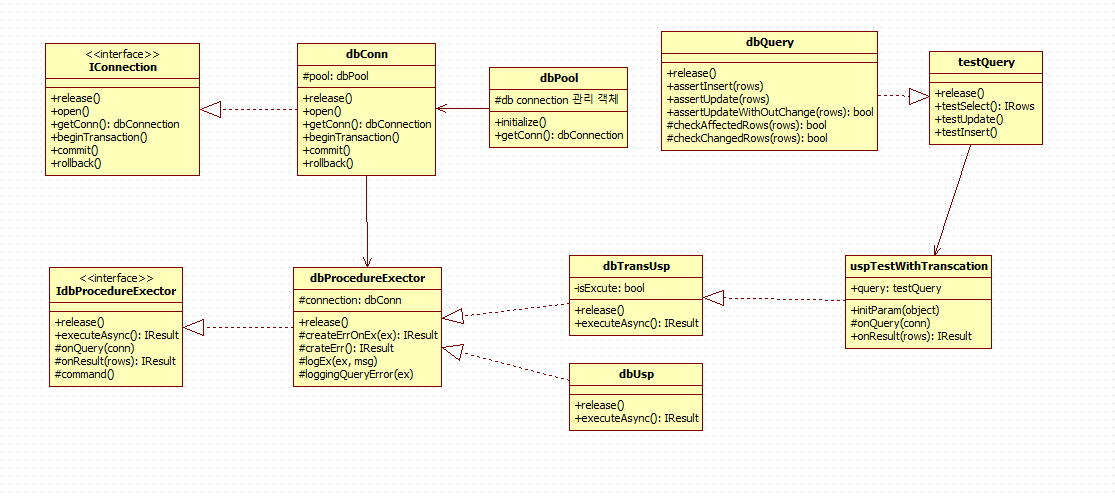 <<interface>>
IConnection
+release()
+open()
+getConn(): dbConnection
+beginTransaction()
+commit()
+rollback()
dbConn
#pool: dbPool
+release()
+open()
+getConn(): dbConnection
+beginTransaction()
+commit()
+rollback()
dbPool
#db connection 관리 객체
+initialize()
+getConn(): dbConnection
dbQuery
+release()
+assertInsert(rows)
+assertUpdate(rows)
+assertUpdateWithOutChange(rows): bool
#checkAffectedRows(rows): bool
#checkChangedRows(rows): bool
testQuery
+release()
+testSelect(): IRows
+testUpdate()
+testInsert()
<<interface>>
IdbProcedureExector
+release()
+executeAsync(): IResult
#onQuery(conn)
#onResult(rows): IResult
#command()
dbProcedureExector
#connection: dbConn
+release()
#createErrOnEx(ex): IResult
#crateErr(): IResult
#logEx(ex, msg)
#loggingQueryError(ex)
dbTransUsp
-isExcute: bool
+release()
+executeAsync(): IResult
dbUsp
+release()
+executeAsync(): IResult
uspTestWithTranscation
+query: testQuery
+initParam(object)
#onQuery(conn)
+onResult(rows): IResult